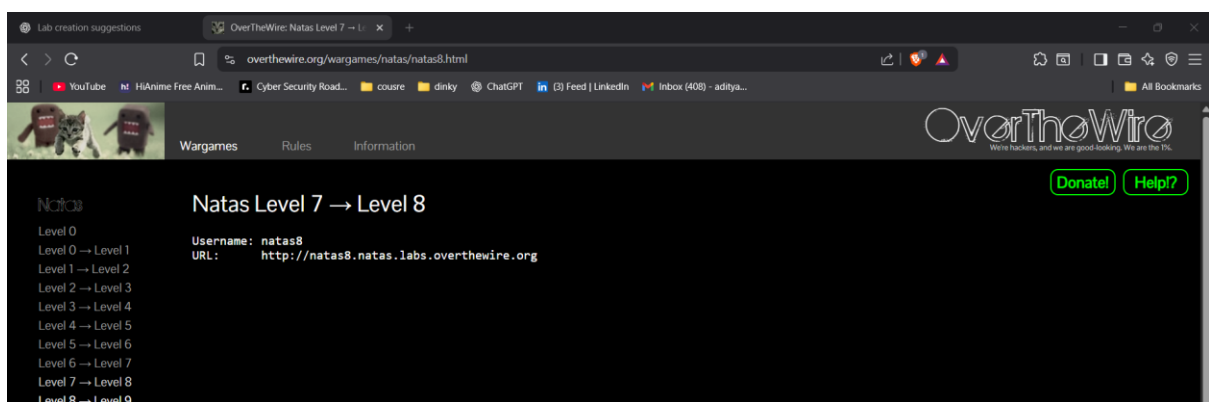 Lab creation suggestions
OverTheWire: Natas Level 7 → Le
overthewire.org/wargames/natas/natas8.html
YouTube
h! HiAnime Free Anim...
r. Cyber Security Road...
cousre
dinky
ChatGPT
in (3) Feed | LinkedIn
Inbox (408) - aditya...
All Bookmarks
Wargames Rules Information
OverTheWire
We're hackers, and we are good-looking. We are the 1%.
Donate! Help!?
Natas
Natas Level 7 → Level 8
Username: natas8
URL: http://natas8.natas.labs.overthewire.org
Level 0
Level 0 → Level 1
Level 1 → Level 2
Level 2 → Level 3
Level 3 → Level 4
Level 4 → Level 5
Level 5 → Level 6
Level 6 → Level 7
Level 7 → Level 8
Level 8 → Level 9